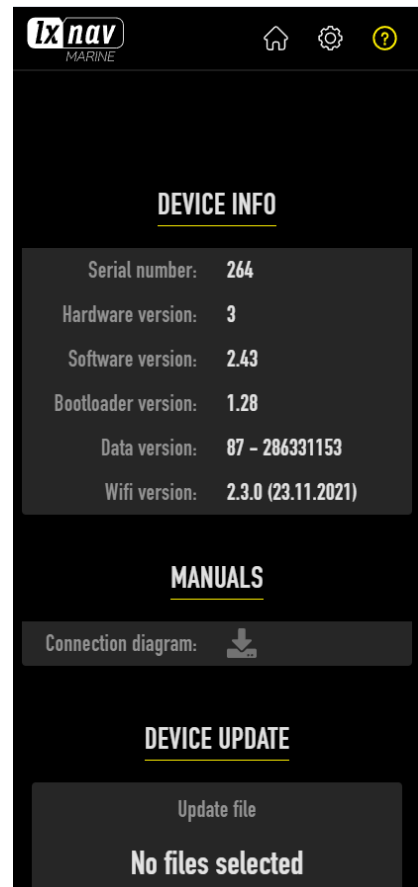 lx nav
MARINE
?
DEVICE INFO
Serial number: 264
Hardware version: 3
Software version: 2.43
Bootloader version: 1.28
Data version: 87 - 286331153
Wifi version: 2.3.0 (23.11.2021)
MANUALS
Connection diagram:
DEVICE UPDATE
Update file
No files selected